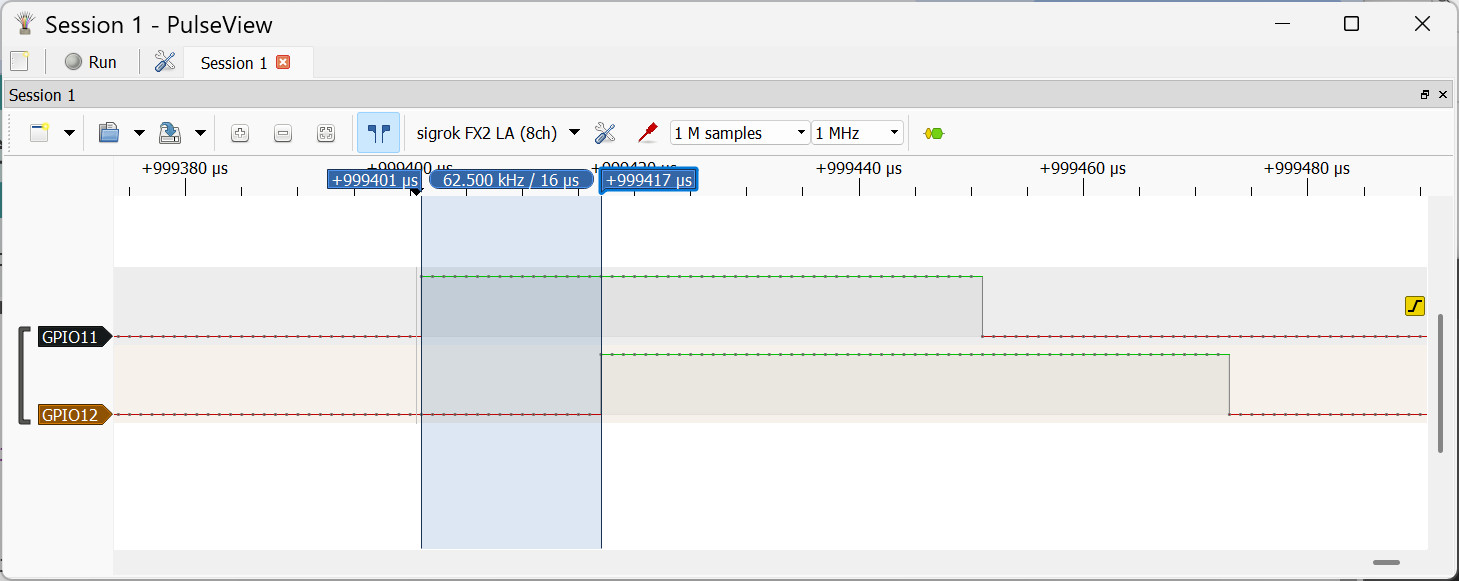 Session 1 - PulseView
Run
Session 1
Session 1
sigrok FX2 LA (8ch)
1 M samples
1 MHz
+999380 µs
+999400 µs
+999420 µs
+999440 µs
+999460 µs
+999480 µs
+999401 µs
62.500 kHz / 16 µs
+999417 µs
GPIO11
GPIO12